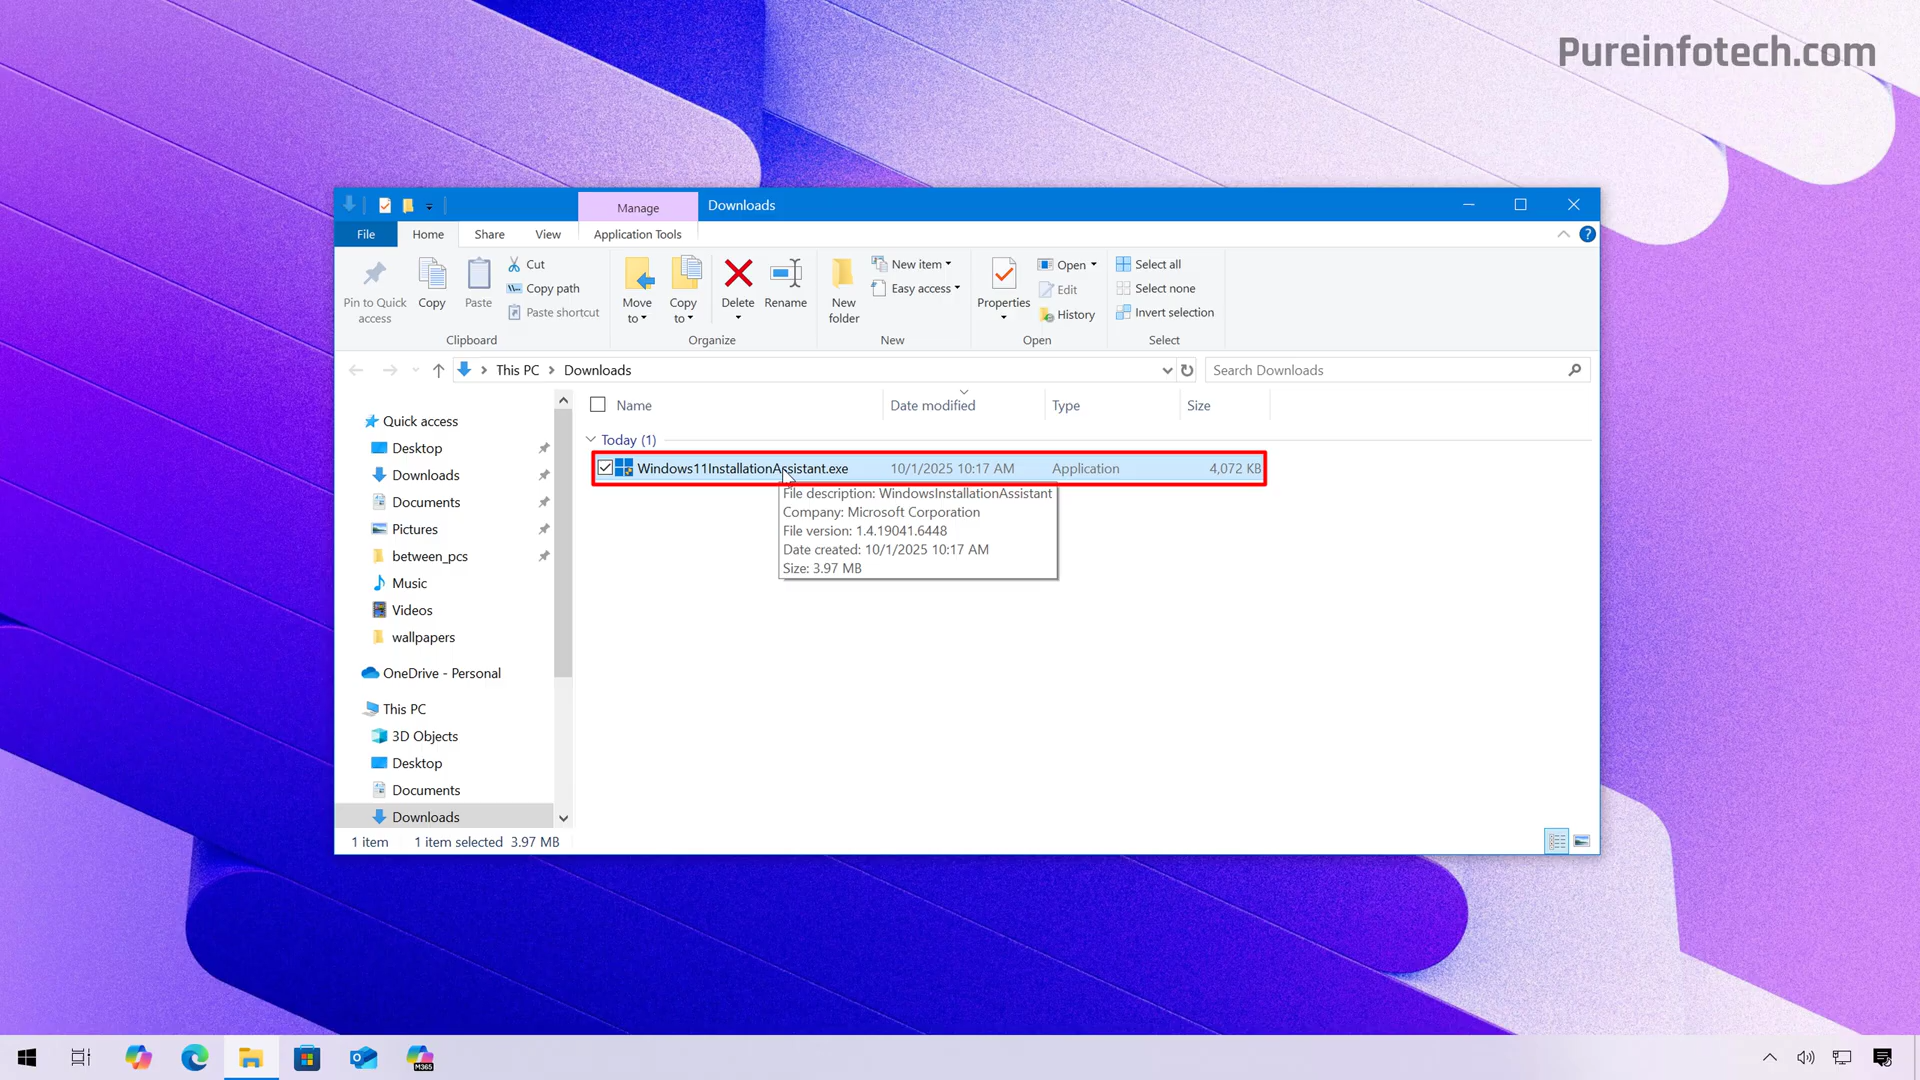 Pureinfotech.com
Manage
Downloads
File
Home
Share
View
Application Tools
Pin to Quick access
Copy
Paste
Cut
Copy path
Paste shortcut
Clipboard
Move to
Copy to
Delete
Rename
Organize
New folder
New item
Easy access
New
Properties
Open
Edit
History
Open
Select all
Select none
Invert selection
Select
This PC
Downloads
Search Downloads
Name
Date modified
Type
Size
Quick access
Desktop
Downloads
Documents
Pictures
between_pcs
Music
Videos
wallpapers
OneDrive - Personal
This PC
3D Objects
Desktop
Documents
Downloads
Today (1)
Windows11InstallationAssistant.exe 10/1/2025 10:17 AM Application 4,072 KB
File description: WindowsInstallationAssistant
Company: Microsoft Corporation
File version: 1.4.19041.6448
Date created: 10/1/2025 10:17 AM
Size: 3.97 MB
1 item
1 item selected 3.97 MB
M365